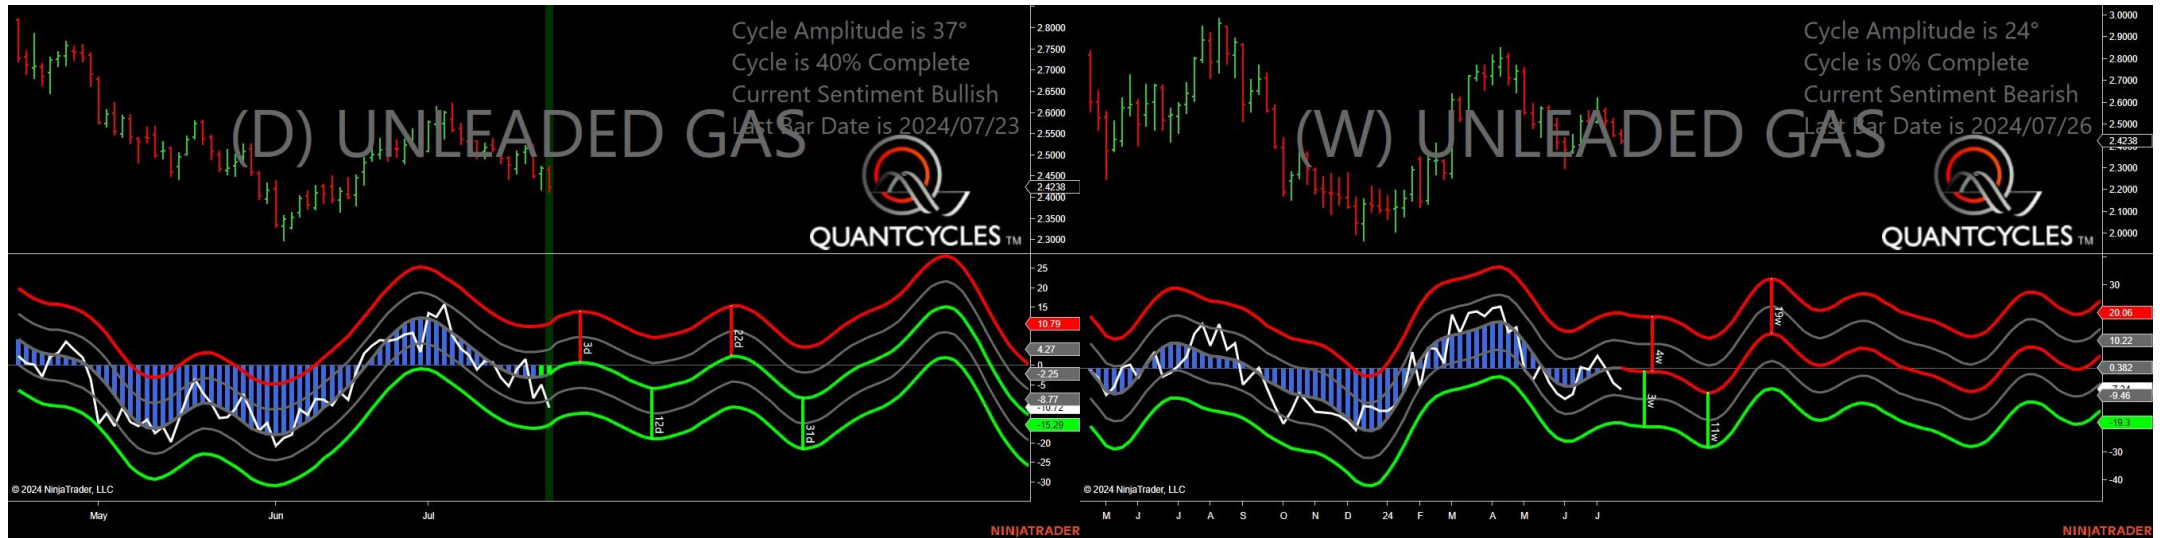 Cycle Amplitude is 37°
Cycle is 40% Complete
Current Sentiment Bullish
Last Bar Date is 2024/07/23
(D) UNLEADED GAS
QUANTCYCLES TM
2.8000
2.7500
2.7000
2.6500
2.6000
2.5500
2.5000
2.4500
2.4238
2.4000
2.3500
2.3000
25
20
15
10.79
4.27
0
-2.25
-5
-8.77
-10.72
-15.29
-20
-25
-30
3d
12d
22d
31d
© 2024 NinjaTrader, LLC
May Jun Jul
NINJATRADER
Cycle Amplitude is 24°
Cycle is 0% Complete
Current Sentiment Bearish
Last Bar Date is 2024/07/26
(W) UNLEADED GAS
QUANTCYCLES TM
3.0000
2.9000
2.8000
2.7000
2.6000
2.5000
2.4238
2.3000
2.2000
2.1000
2.0000
30
20.06
10.22
0.382
-9.46
-19.3
-30
-40
4w
3w
11w
19w
© 2024 NinjaTrader, LLC
M J J A S O N D 24 F M A M J J
NINJATRADER